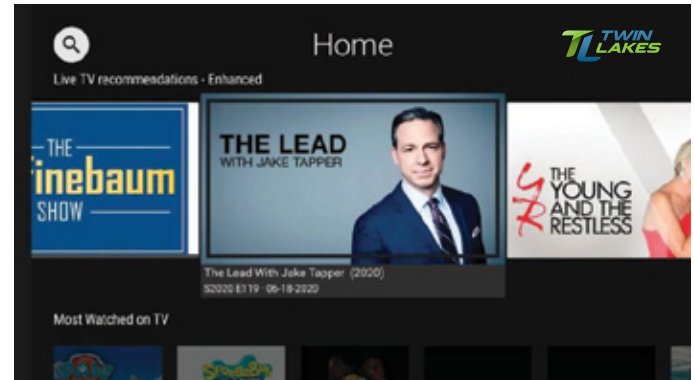 Home
TWIN
LAKES
Live TV recommendations - Enhanced
THE
inebaum
SHOW
THE LEAD
WITH JAKE TAPPER
THE
YOUNG
AND THE
RESTLESS
The Lead With Jake Tapper (2020)
S2020 E119 · 06-18-2020
Most Watched on TV